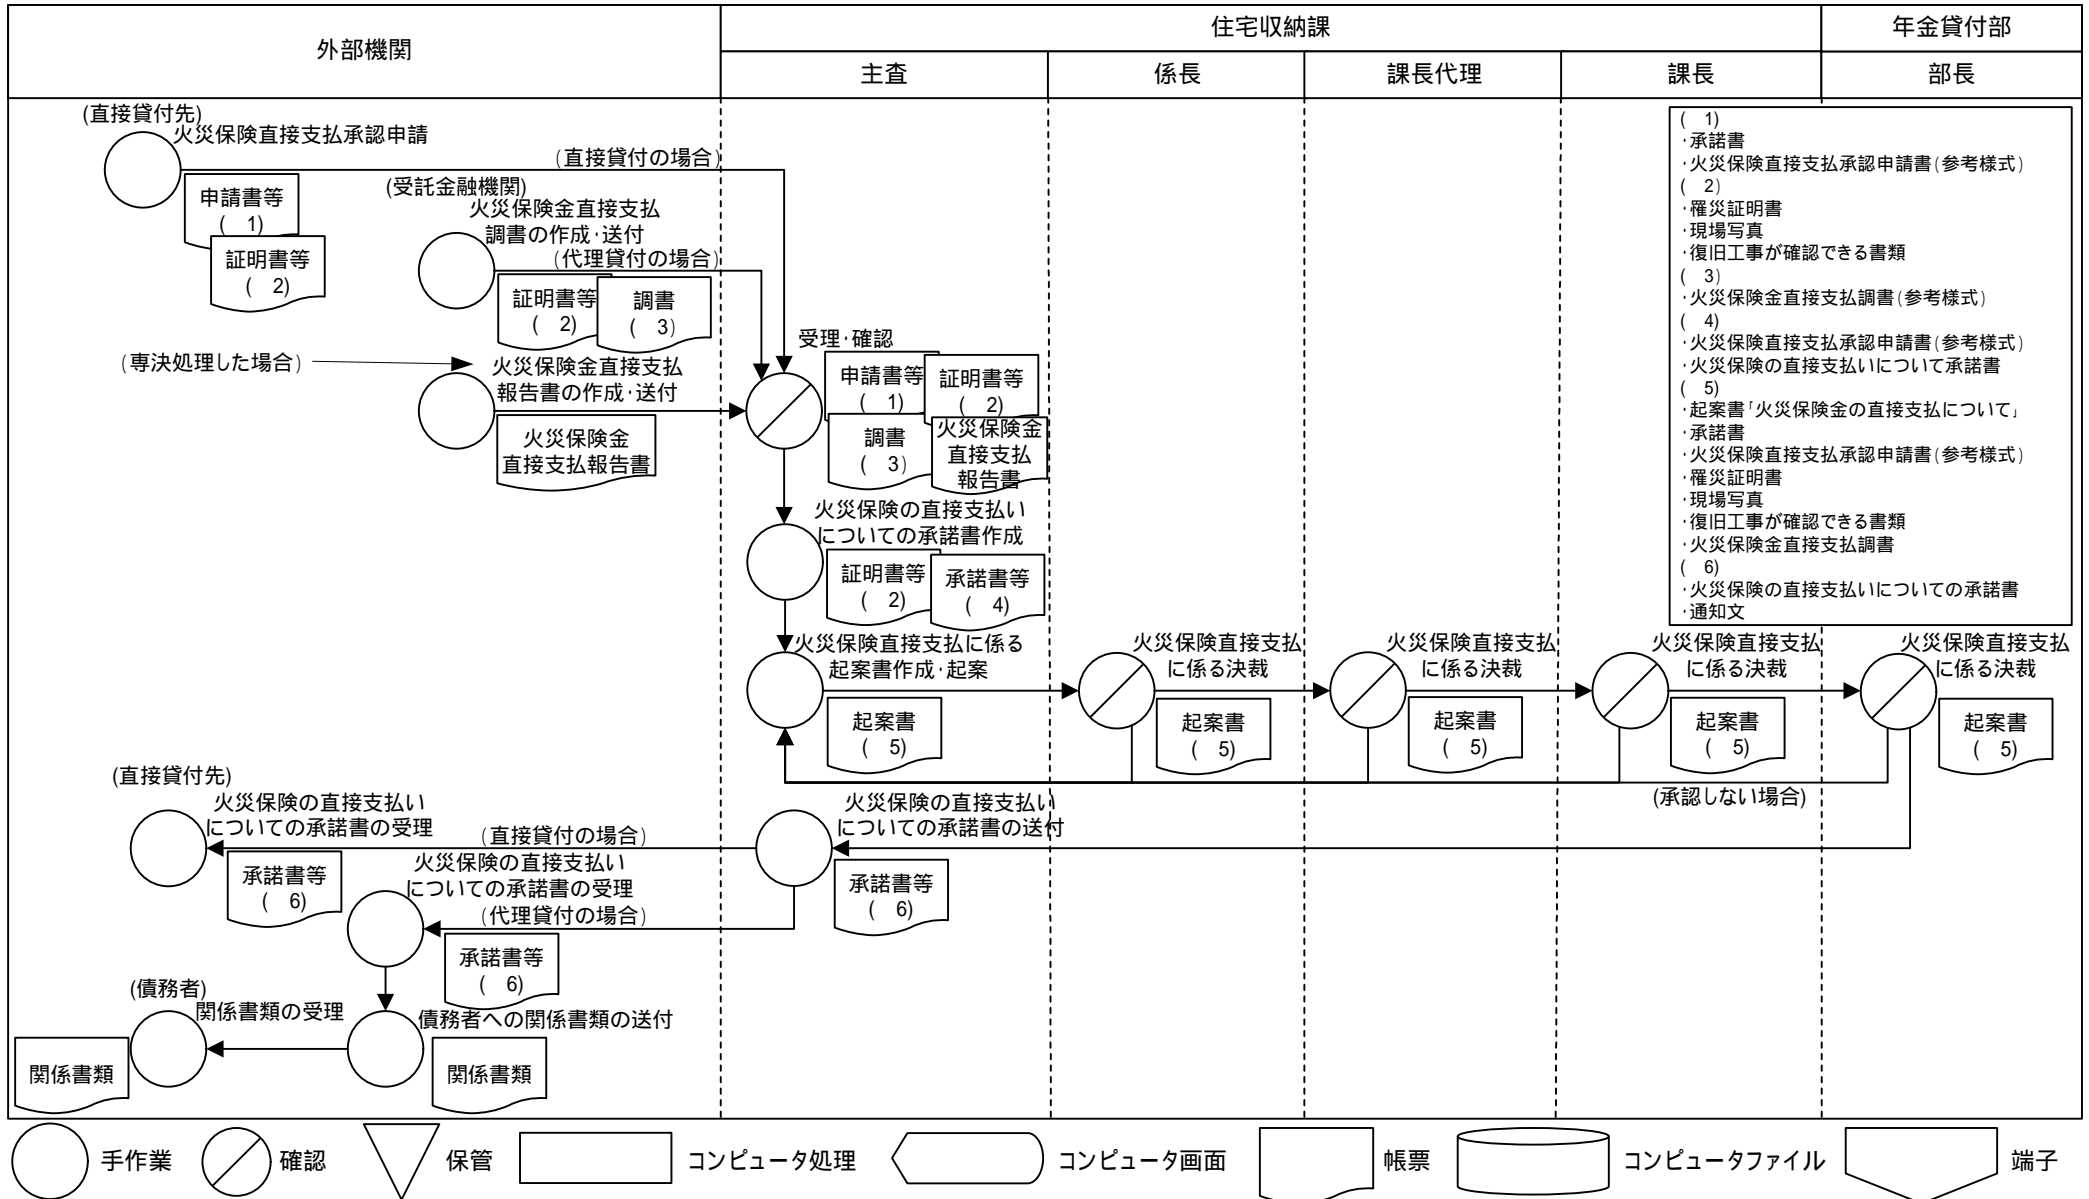 外部機関
住宅収納課
年金貸付部
主査
係長
課長代理
課長
部長
(直接貸付先)
火災保険直接支払承認申請
(直接貸付の場合)
申請書等
( 1)
証明書等
( 2)
(受託金融機関)
火災保険金直接支払
調書の作成・送付
(代理貸付の場合)
証明書等
( 2)
調書
( 3)
(専決処理した場合)
火災保険金直接支払
報告書の作成・送付
火災保険金
直接支払報告書
受理・確認
申請書等
( 1)
証明書等
( 2)
調書
( 3)
火災保険金
直接支払
報告書
( 1)
・承諾書
・火災保険直接支払承認申請書(参考様式)
( 2)
・罹災証明書
・現場写真
・復旧工事が確認できる書類
( 3)
・火災保険金直接支払調書(参考様式)
( 4)
・火災保険直接支払承認申請書(参考様式)
・火災保険の直接支払いについて承諾書
( 5)
・起案書「火災保険金の直接支払について」
・承諾書
・火災保険直接支払承認申請書(参考様式)
・罹災証明書
・現場写真
・復旧工事が確認できる書類
・火災保険金直接支払調書
( 6)
・火災保険の直接支払いについての承諾書
・通知文
火災保険の直接支払い
についての承諾書作成
証明書等
( 2)
承諾書等
( 4)
火災保険直接支払に係る
起案書作成・起案
起案書
( 5)
火災保険直接支払
に係る決裁
起案書
( 5)
火災保険直接支払
に係る決裁
起案書
( 5)
火災保険直接支払
に係る決裁
起案書
( 5)
火災保険直接支払
に係る決裁
起案書
( 5)
(承認しない場合)
(直接貸付先)
火災保険の直接支払い
についての承諾書の受理
(直接貸付の場合)
承諾書等
( 6)
火災保険の直接支払い
についての承諾書の送付
承諾書等
( 6)
火災保険の直接支払い
についての承諾書の受理
(代理貸付の場合)
承諾書等
( 6)
(債務者)
関係書類の受理
関係書類
債務者への関係書類の送付
関係書類
手作業
確認
保管
コンピュータ処理
コンピュータ画面
帳票
コンピュータファイル
端子